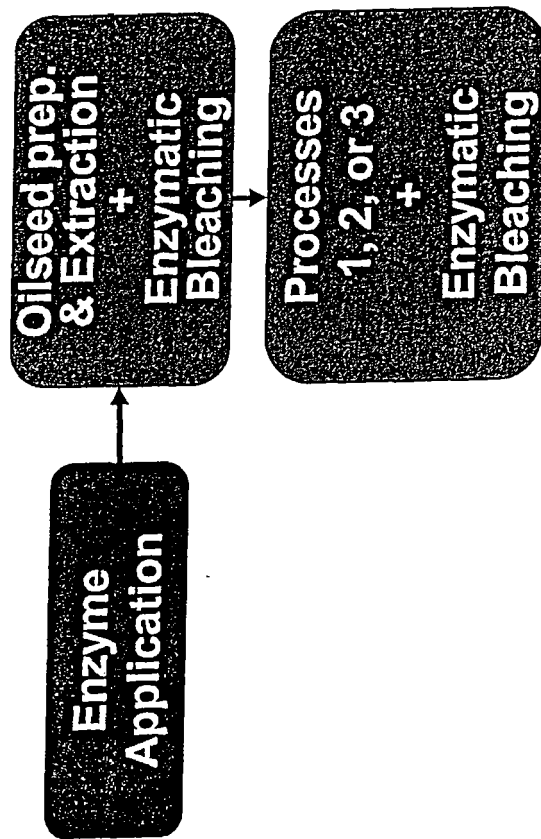 Enzyme
Application
Oilseed prep.
& Extraction
+
Enzymatic
Bleaching
Processes
1, 2, or 3
+
Enzymatic
Bleaching